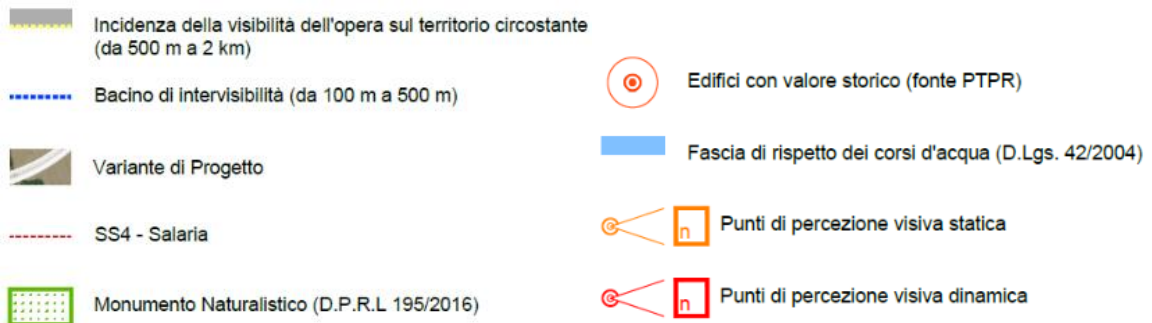 Incidenza della visibilità dell'opera sul territorio circostante
(da 500 m a 2 km)
Bacino di intervisibilità (da 100 m a 500 m)
Variante di Progetto
SS4 - Salaria
Monumento Naturalistico (D.P.R.L 195/2016)
Edifici con valore storico (fonte PTPR)
Fascia di rispetto dei corsi d'acqua (D.Lgs. 42/2004)
n Punti di percezione visiva statica
n Punti di percezione visiva dinamica